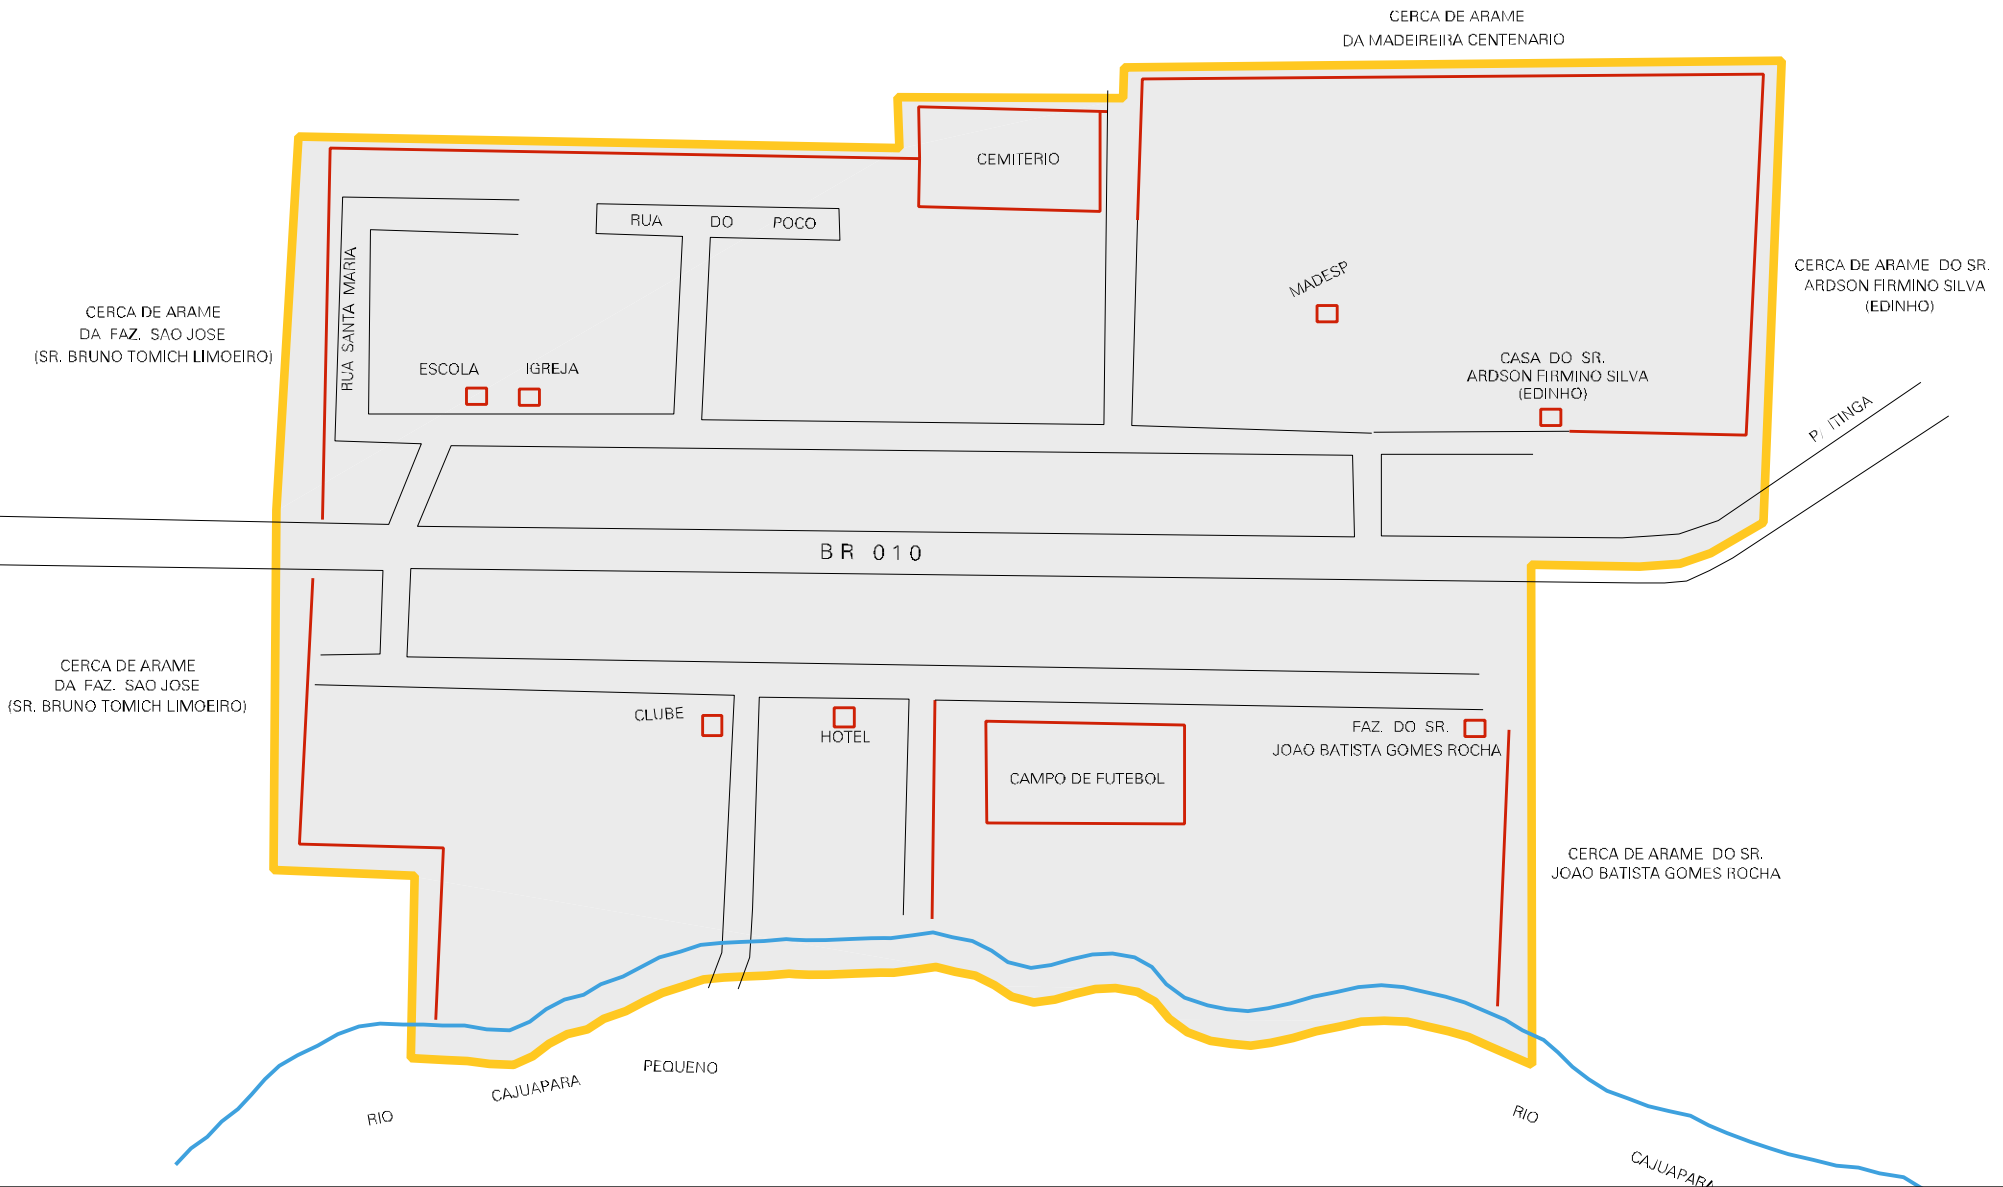 CERCA DE ARAME
DA MADEIREIRA CENTENARIO
CEMITERIO
RUA DO POCO
RUA SANTA MARIA
CERCA DE ARAME
DA FAZ. SAO JOSE
(SR. BRUNO TOMICH LIMOEIRO)
ESCOLA
IGREJA
MADESP
CERCA DE ARAME DO SR.
ARDSON FIRMINO SILVA
(EDINHO)
CASA DO SR.
ARDSON FIRMINO SILVA
(EDINHO)
P/ ITINGA
BR 010
CERCA DE ARAME
DA FAZ. SAO JOSE
(SR. BRUNO TOMICH LIMOEIRO)
CLUBE
HOTEL
CAMPO DE FUTEBOL
FAZ. DO SR.
JOAO BATISTA GOMES ROCHA
CERCA DE ARAME DO SR.
JOAO BATISTA GOMES ROCHA
RIO CAJUAPARA PEQUENO
RIO CAJUAPARA